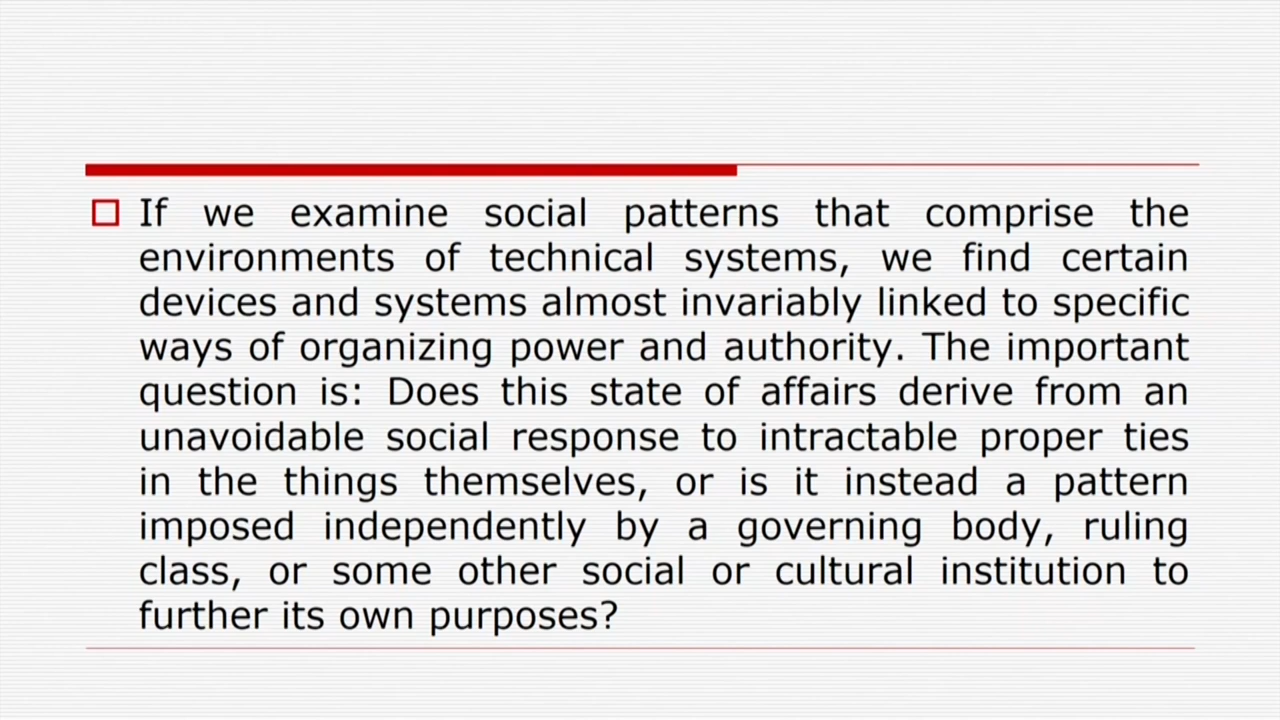 If we examine social patterns that comprise the
environments of technical systems, we find certain
devices and systems almost invariably linked to specific
ways of organizing power and authority. The important
question is: Does this state of affairs derive from an
unavoidable social response to intractable proper ties
in the things themselves, or is it instead a pattern
imposed independently by a governing body, ruling
class, or some other social or cultural institution to
further its own purposes?